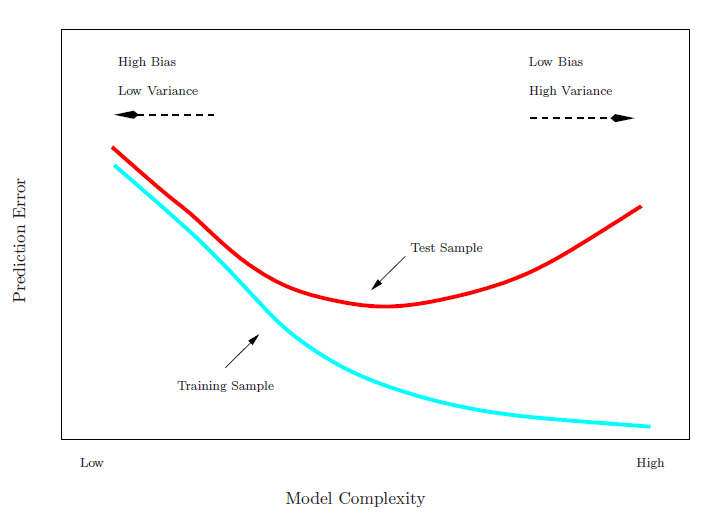 High Bias
Low Variance
Low Bias
High Variance
Prediction Error
Test Sample
Training Sample
Low
High
Model Complexity